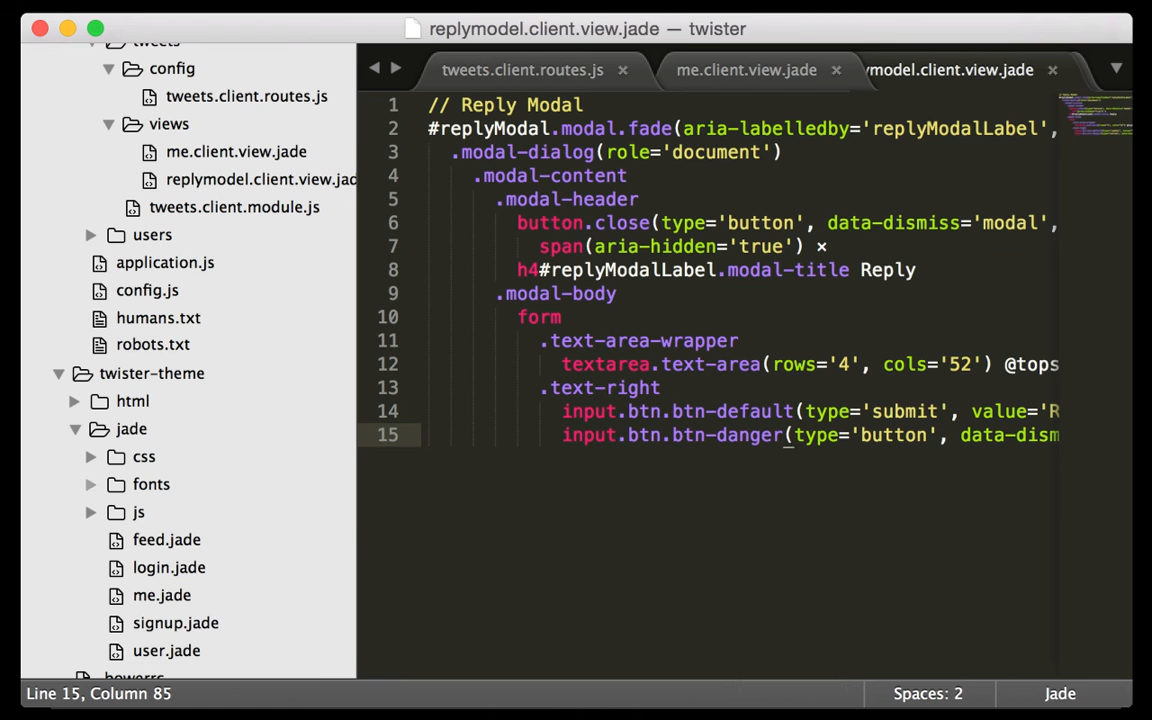 replymodel.client.view.jade — twister
tweets
config
tweets.client.routes.js
views
me.client.view.jade
replymodel.client.view.jad
tweets.client.module.js
users
application.js
config.js
humans.txt
robots.txt
twister-theme
html
jade
css
fonts
js
feed.jade
login.jade
me.jade
signup.jade
user.jade
.bowerrc
tweets.client.routes.js × me.client.view.jade × ymodel.client.view.jade ×
1 // Reply Modal
2 #replyModal.modal.fade(aria-labelledby='replyModalLabel',
3 .modal-dialog(role='document')
4 .modal-content
5 .modal-header
6 button.close(type='button', data-dismiss='modal',
7 span(aria-hidden='true') ×
8 h4#replyModalLabel.modal-title Reply
9 .modal-body
10 form
11 .text-area-wrapper
12 textarea.text-area(rows='4', cols='52') @tops
13 .text-right
14 input.btn.btn-default(type='submit', value='R
15 input.btn.btn-danger(type='button', data-dism
Line 15, Column 85
Spaces: 2
Jade